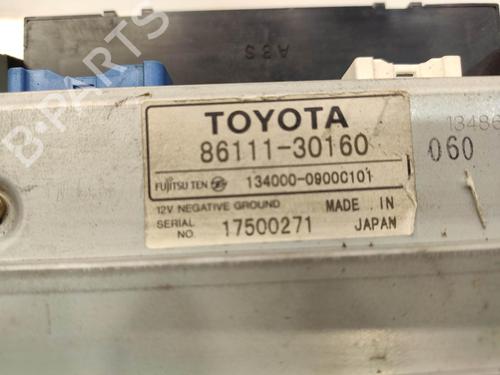 B-PARTS
A3S
TOYOTA
86111-30160
FUJITSU TEN 134000-09000101
12V NEGATIVE GROUND MADE IN
SERIAL NO. 17500271 JAPAN
13486
060